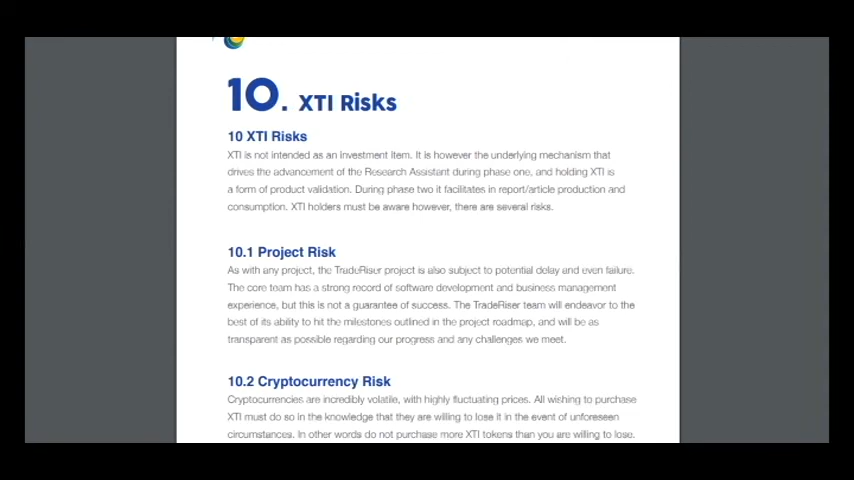 10. XTI Risks
10 XTI Risks
XTI is not intended as an Investment Item. It is however the underlying mechanism that
drives the advancement of the Research Assistant during phase one, and holding XTI is
a form of product validation. During phase two it facilitates in report/article production and
consumption. XTI holders must be aware however, there are several risks.
10.1 Project Risk
As with any project, the TradeRiser project is also subject to potential delay and even failure.
The core team has a strong record of software development and business management
experience, but this is not a guarantee of success. The TradeRiser team will endeavor to the
best of its ability to hit the milestones outlined in the project roadmap, and will be as
transparent as possible regarding our progress and any challenges we meet.
10.2 Cryptocurrency Risk
Cryptocurrencies are incredibly volatile, with highly fluctuating prices. All wishing to purchase
XTI must do so in the knowledge that they are willing to lose it in the event of unforeseen
circumstances. In other words do not purchase more XTI tokens than you are willing to lose.